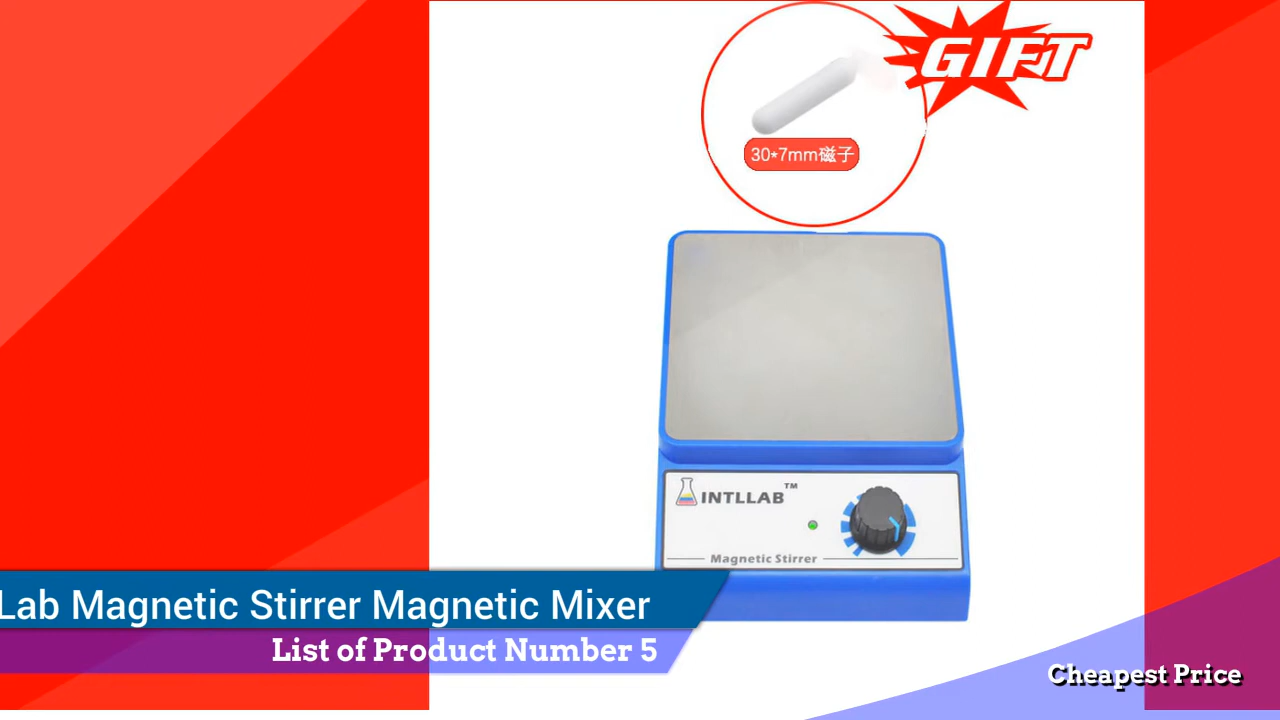 GIFT
30*7mm磁子
INTLLAB™
Magnetic Stirrer
Lab Magnetic Stirrer Magnetic Mixer
List of Product Number 5
Cheapest Price